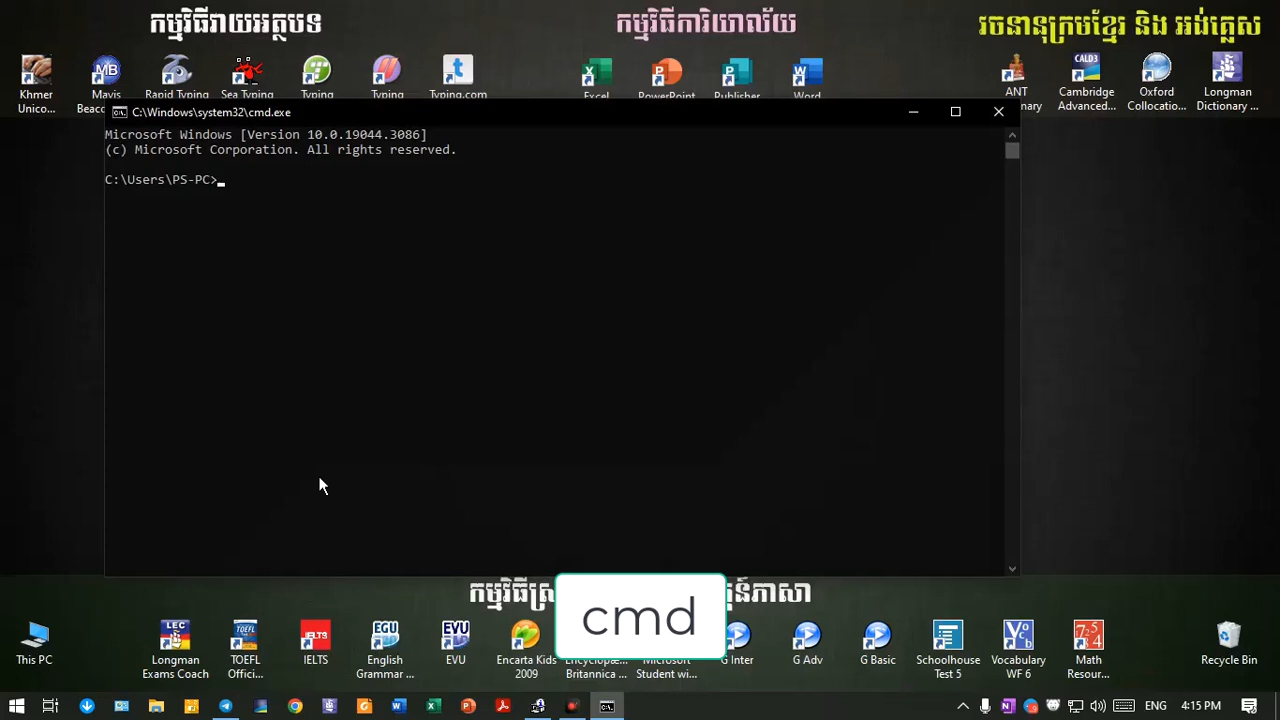 កម្មវិធីវាយអត្ថបទ
កម្មវិធីការិយាល័យ
រចនានុក្រមខ្មែរ និង អង់គ្លេស
Khmer
Unico...
Mavis
Beacc
Rapid Typing
Sea Typing
Typing
Typing
Typing.com
Excel
PowerPoint
Publisher
Word
ANT
onary
Cambridge
Advanced...
Oxford
Collocatio...
Longman
Dictionary ...
C:\Windows\system32\cmd.exe
Microsoft Windows [Version 10.0.19044.3086]
(c) Microsoft Corporation. All rights reserved.
C:\Users\PS-PC>
cmd
This PC
Longman
Exams Coach
TOEFL
Offici...
IELTS
English
Grammar ...
EVU
Encarta Kids
2009
Britannica ...
Student wi...
G Inter
G Adv
G Basic
Schoolhouse
Test 5
Vocabulary
WF 6
Math
Resour...
Recycle Bin
ENG
4:15 PM